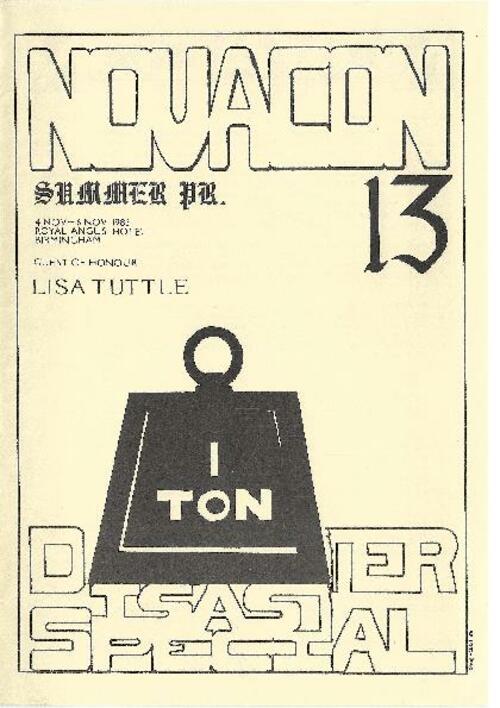 NOVACON
SUMMER PR.
13
4 NOV - 6 NOV 1983
ROYAL ANGUS HOTEL
BIRMINGHAM
GUEST OF HONOUR
LISA TUTTLE
1
TON
DISASTER
SPECIAL